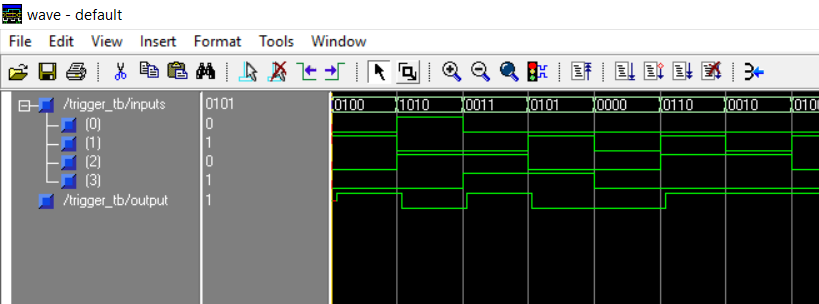 wave - default
File Edit View Insert Format Tools Window
/trigger_tb/inputs 0101 0100 1010 0011 0101 0000 0110 0010 0100
(0) 0
(1) 1
(2) 0
(3) 1
/trigger_tb/output 1